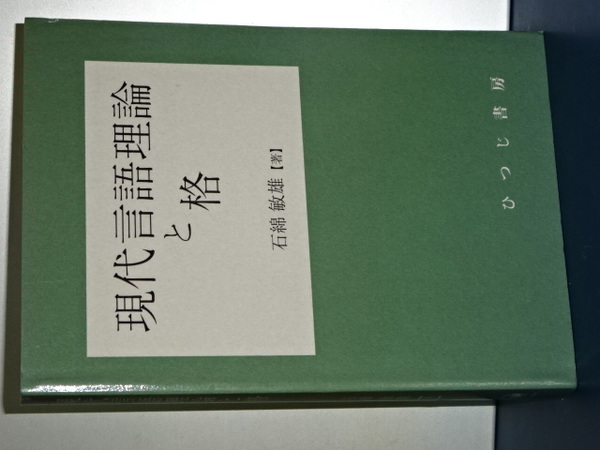 現代言語理論
と格
石綿 敏雄【著】
ひつじ書房